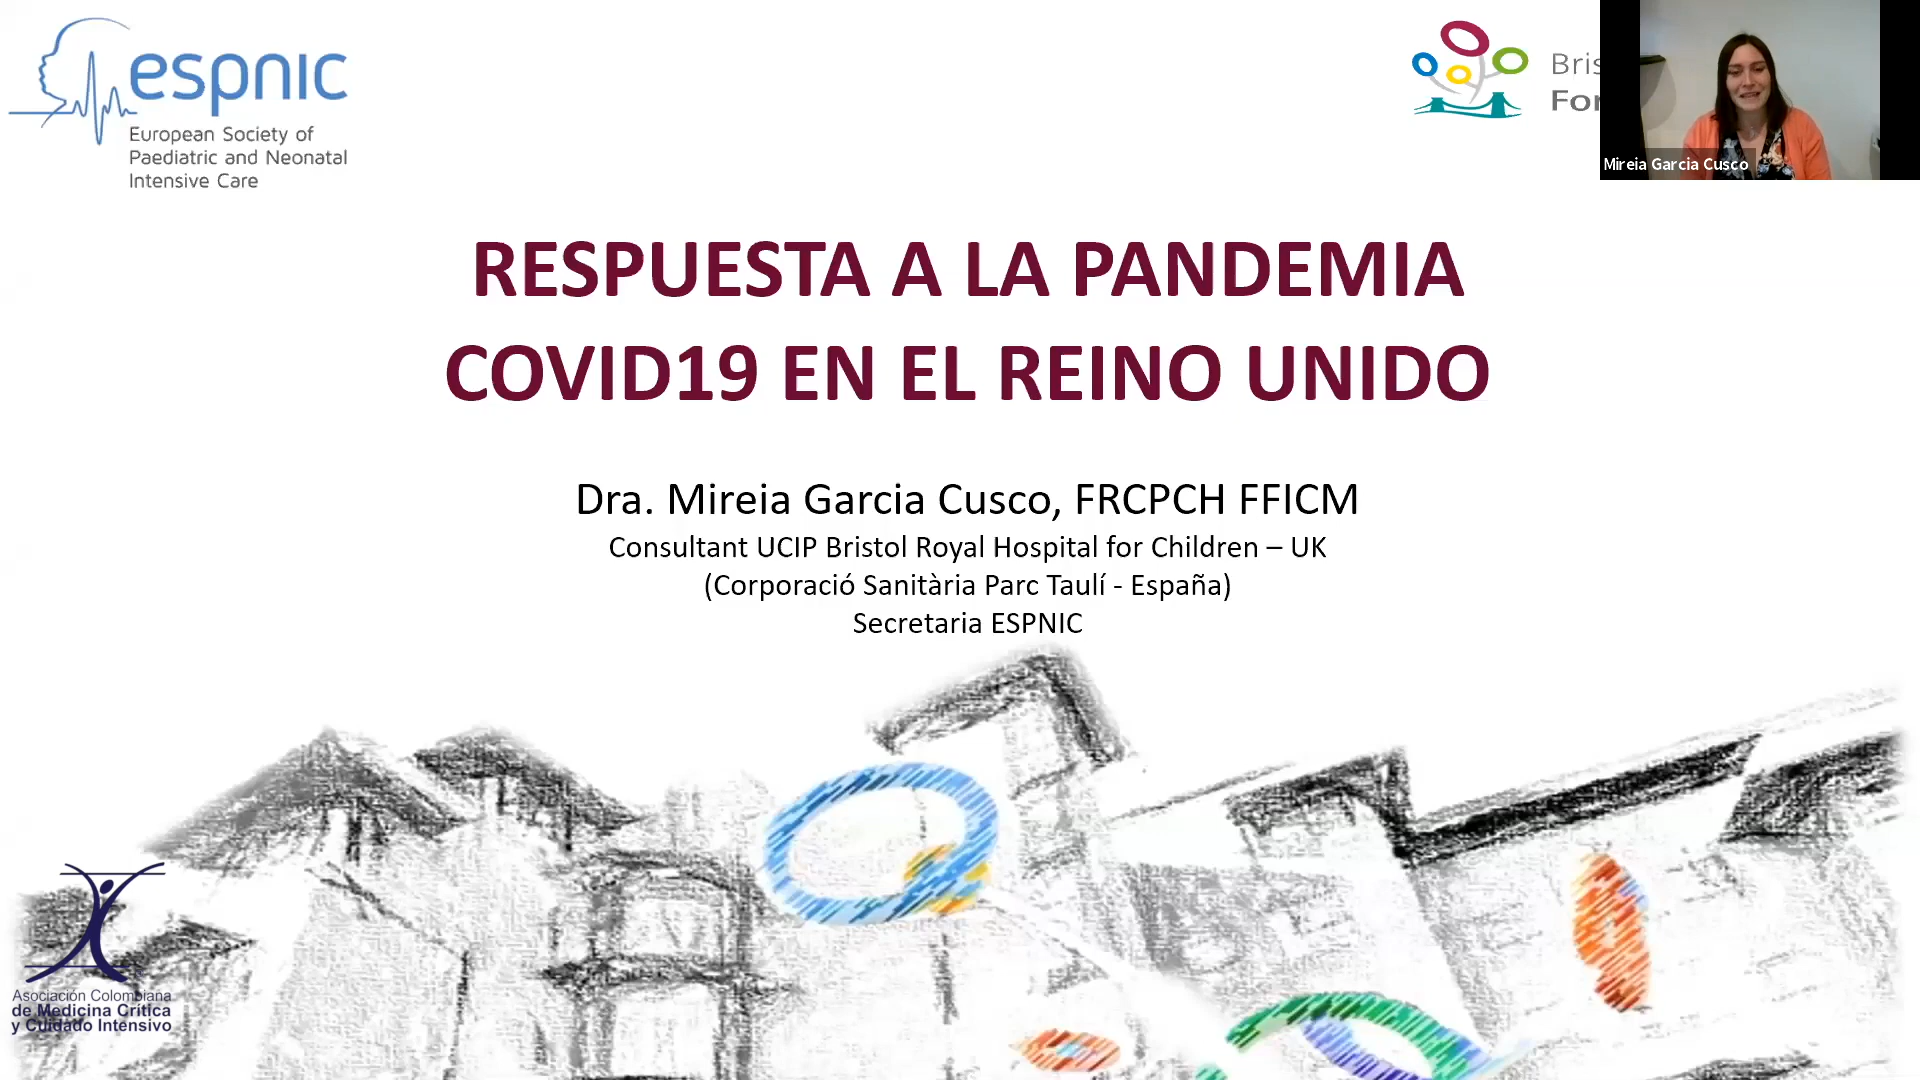 espnic
European Society of
Paediatric and Neonatal
Intensive Care
Mireia Garcia Cusco
RESPUESTA A LA PANDEMIA
COVID19 EN EL REINO UNIDO
Dra. Mireia Garcia Cusco, FRCPCH FFICM
Consultant UCIP Bristol Royal Hospital for Children – UK
(Corporació Sanitària Parc Taulí - España)
Secretaria ESPNIC
Asociación Colombiana
de Medicina Crítica
y Cuidado Intensivo